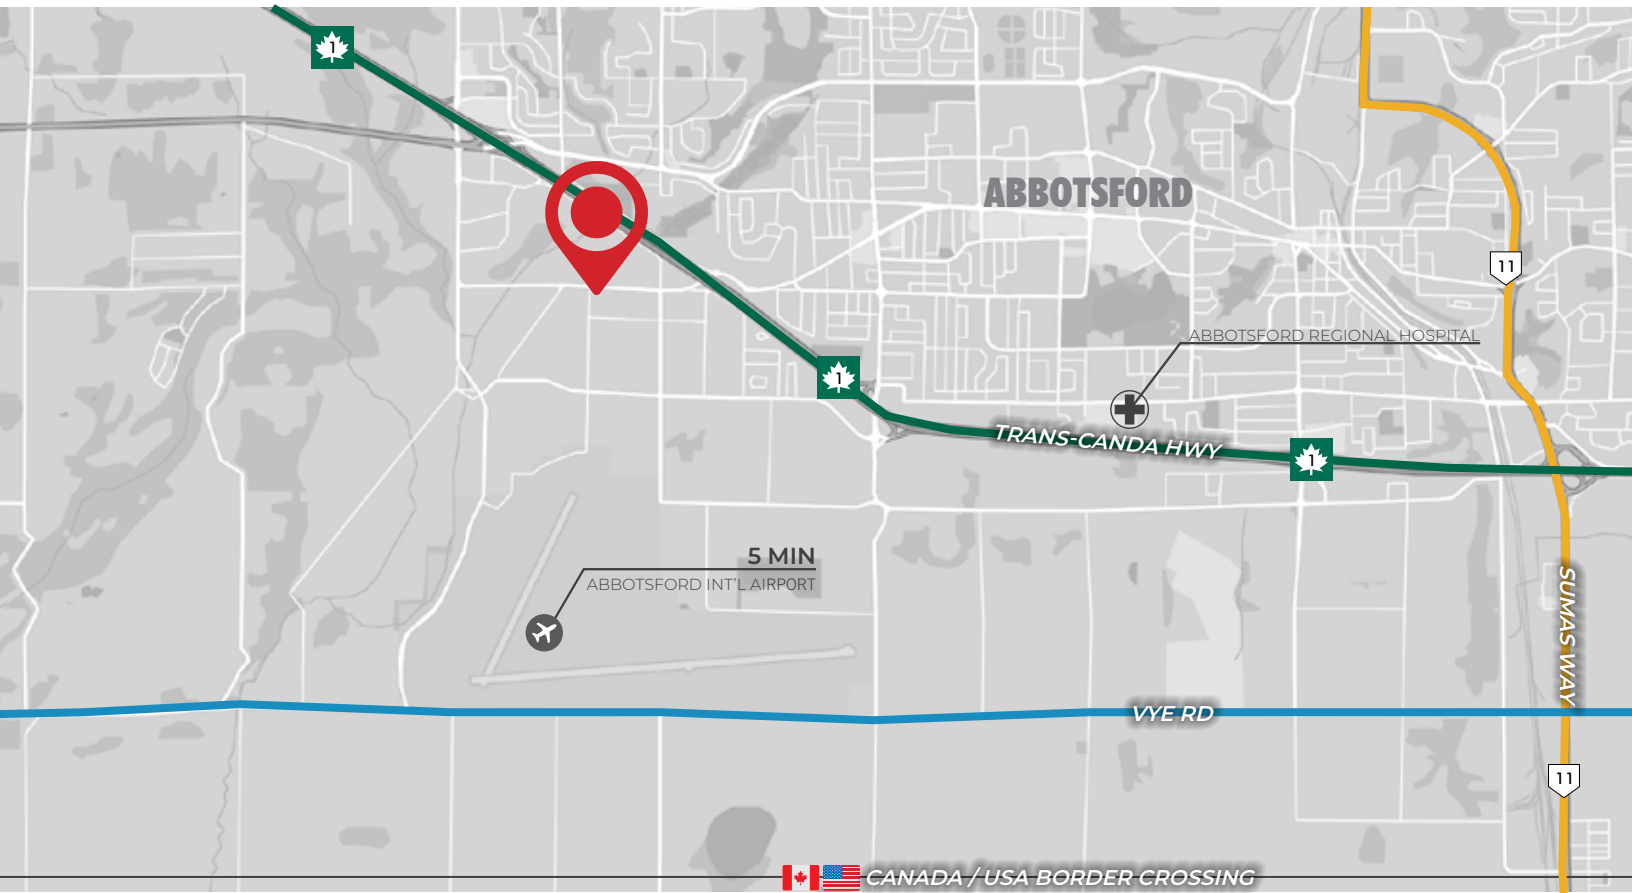 1
ABBOTSFORD
11
ABBOTSFORD REGIONAL HOSPITAL
1
TRANS-CANDA HWY
1
5 MIN
ABBOTSFORD INT'L AIRPORT
SUMAS WAY
VYE RD
11
CANADA / USA BORDER CROSSING